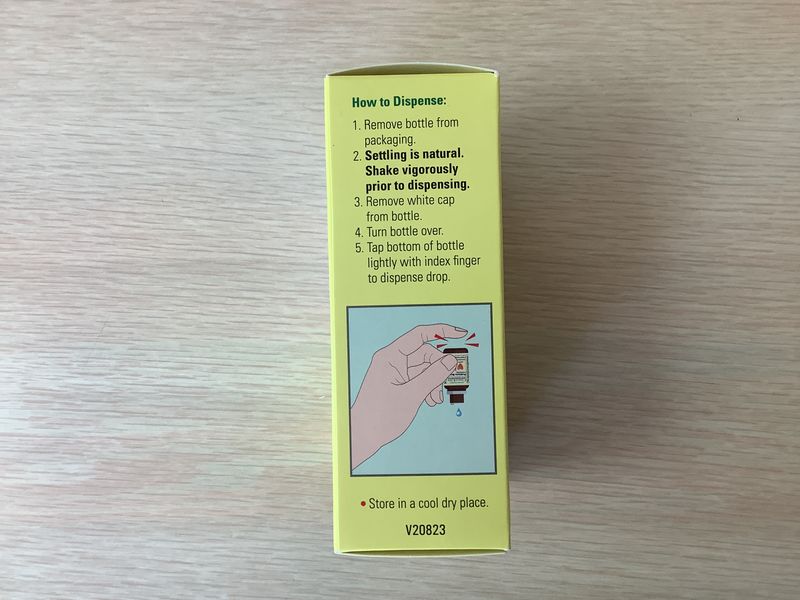 How to Dispense:
1. Remove bottle from
packaging.
2. Settling is natural.
Shake vigorously
prior to dispensing.
3. Remove white cap
from bottle.
4. Turn bottle over.
5. Tap bottom of bottle
lightly with index finger
to dispense drop.
• Store in a cool dry place.
V20823